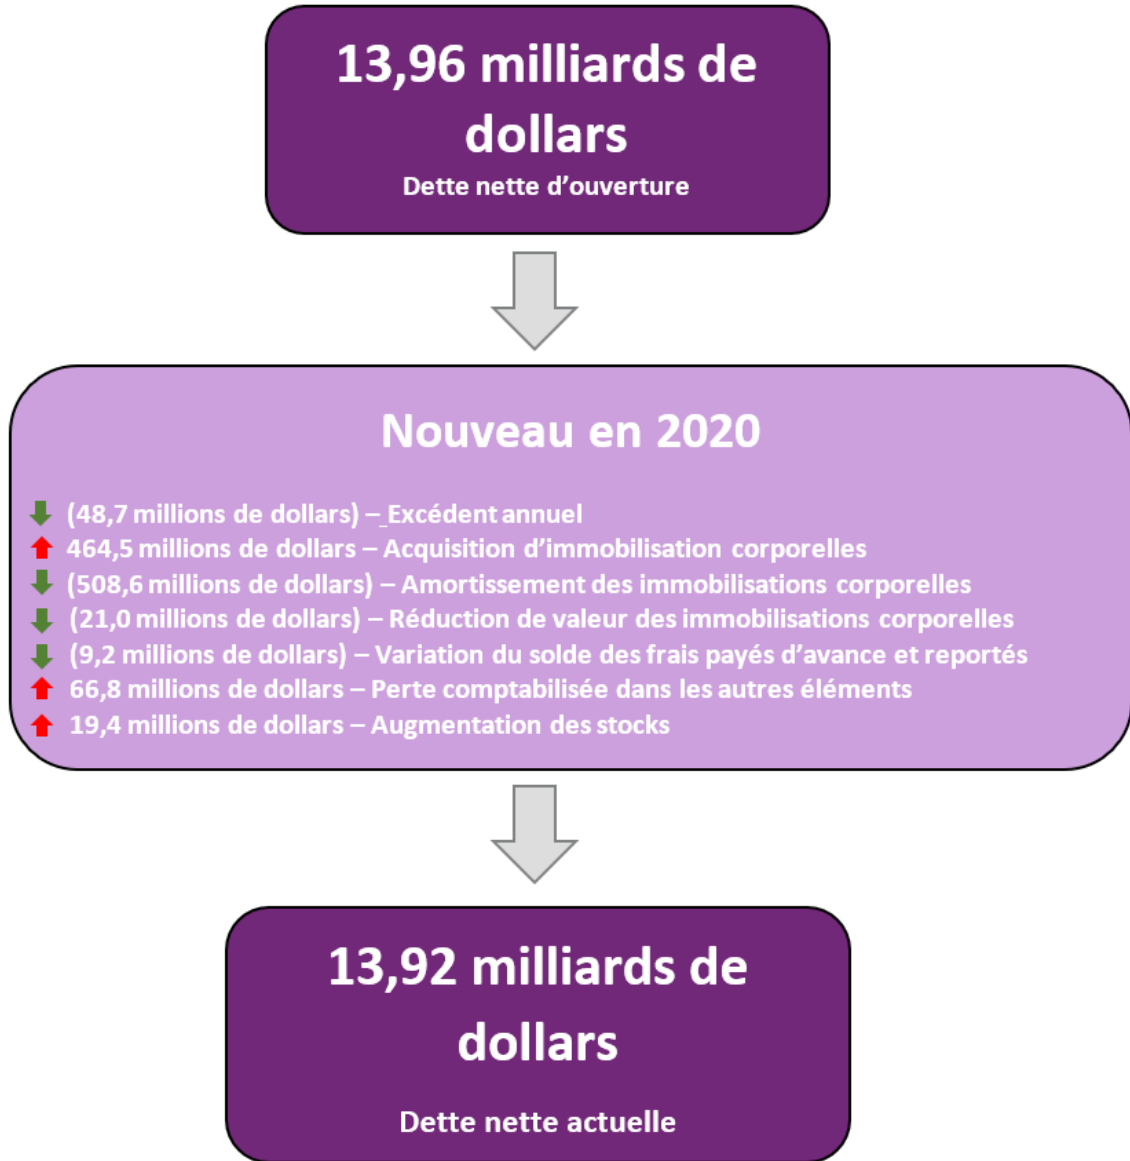 13,96 milliards de
dollars
Dette nette d’ouverture
Nouveau en 2020
(48,7 millions de dollars) – Excédent annuel
464,5 millions de dollars – Acquisition d’immobilisation corporelles
(508,6 millions de dollars) – Amortissement des immobilisations corporelles
(21,0 millions de dollars) – Réduction de valeur des immobilisations corporelles
(9,2 millions de dollars) – Variation du solde des frais payés d’avance et reportés
66,8 millions de dollars – Perte comptabilisée dans les autres éléments
19,4 millions de dollars – Augmentation des stocks
13,92 milliards de
dollars
Dette nette actuelle